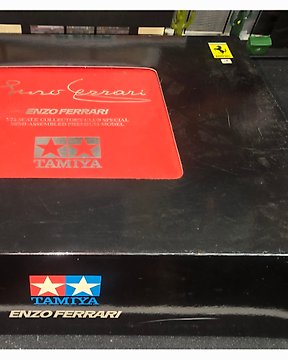 Enzo Ferrari
ENZO FERRARI
1/12 SCALE COLLECTOR'S CLUB SPECIAL
SEMI-ASSEMBLED PREMIUM MODEL
TAMIYA
TAMIYA
ENZO FERRARI